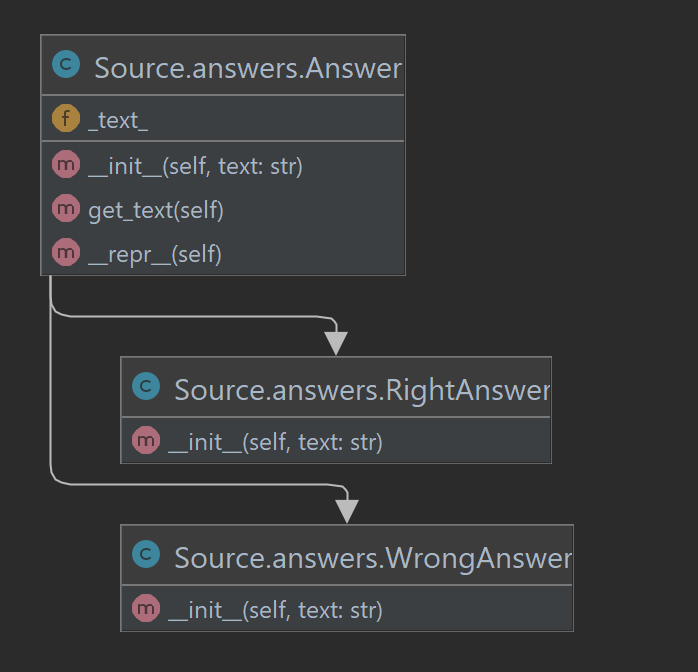 C Source.answers.Answer
f _text_
m __init__(self, text: str)
m get_text(self)
m __repr__(self)
C Source.answers.RightAnswer
m __init__(self, text: str)
C Source.answers.WrongAnswer
m __init__(self, text: str)